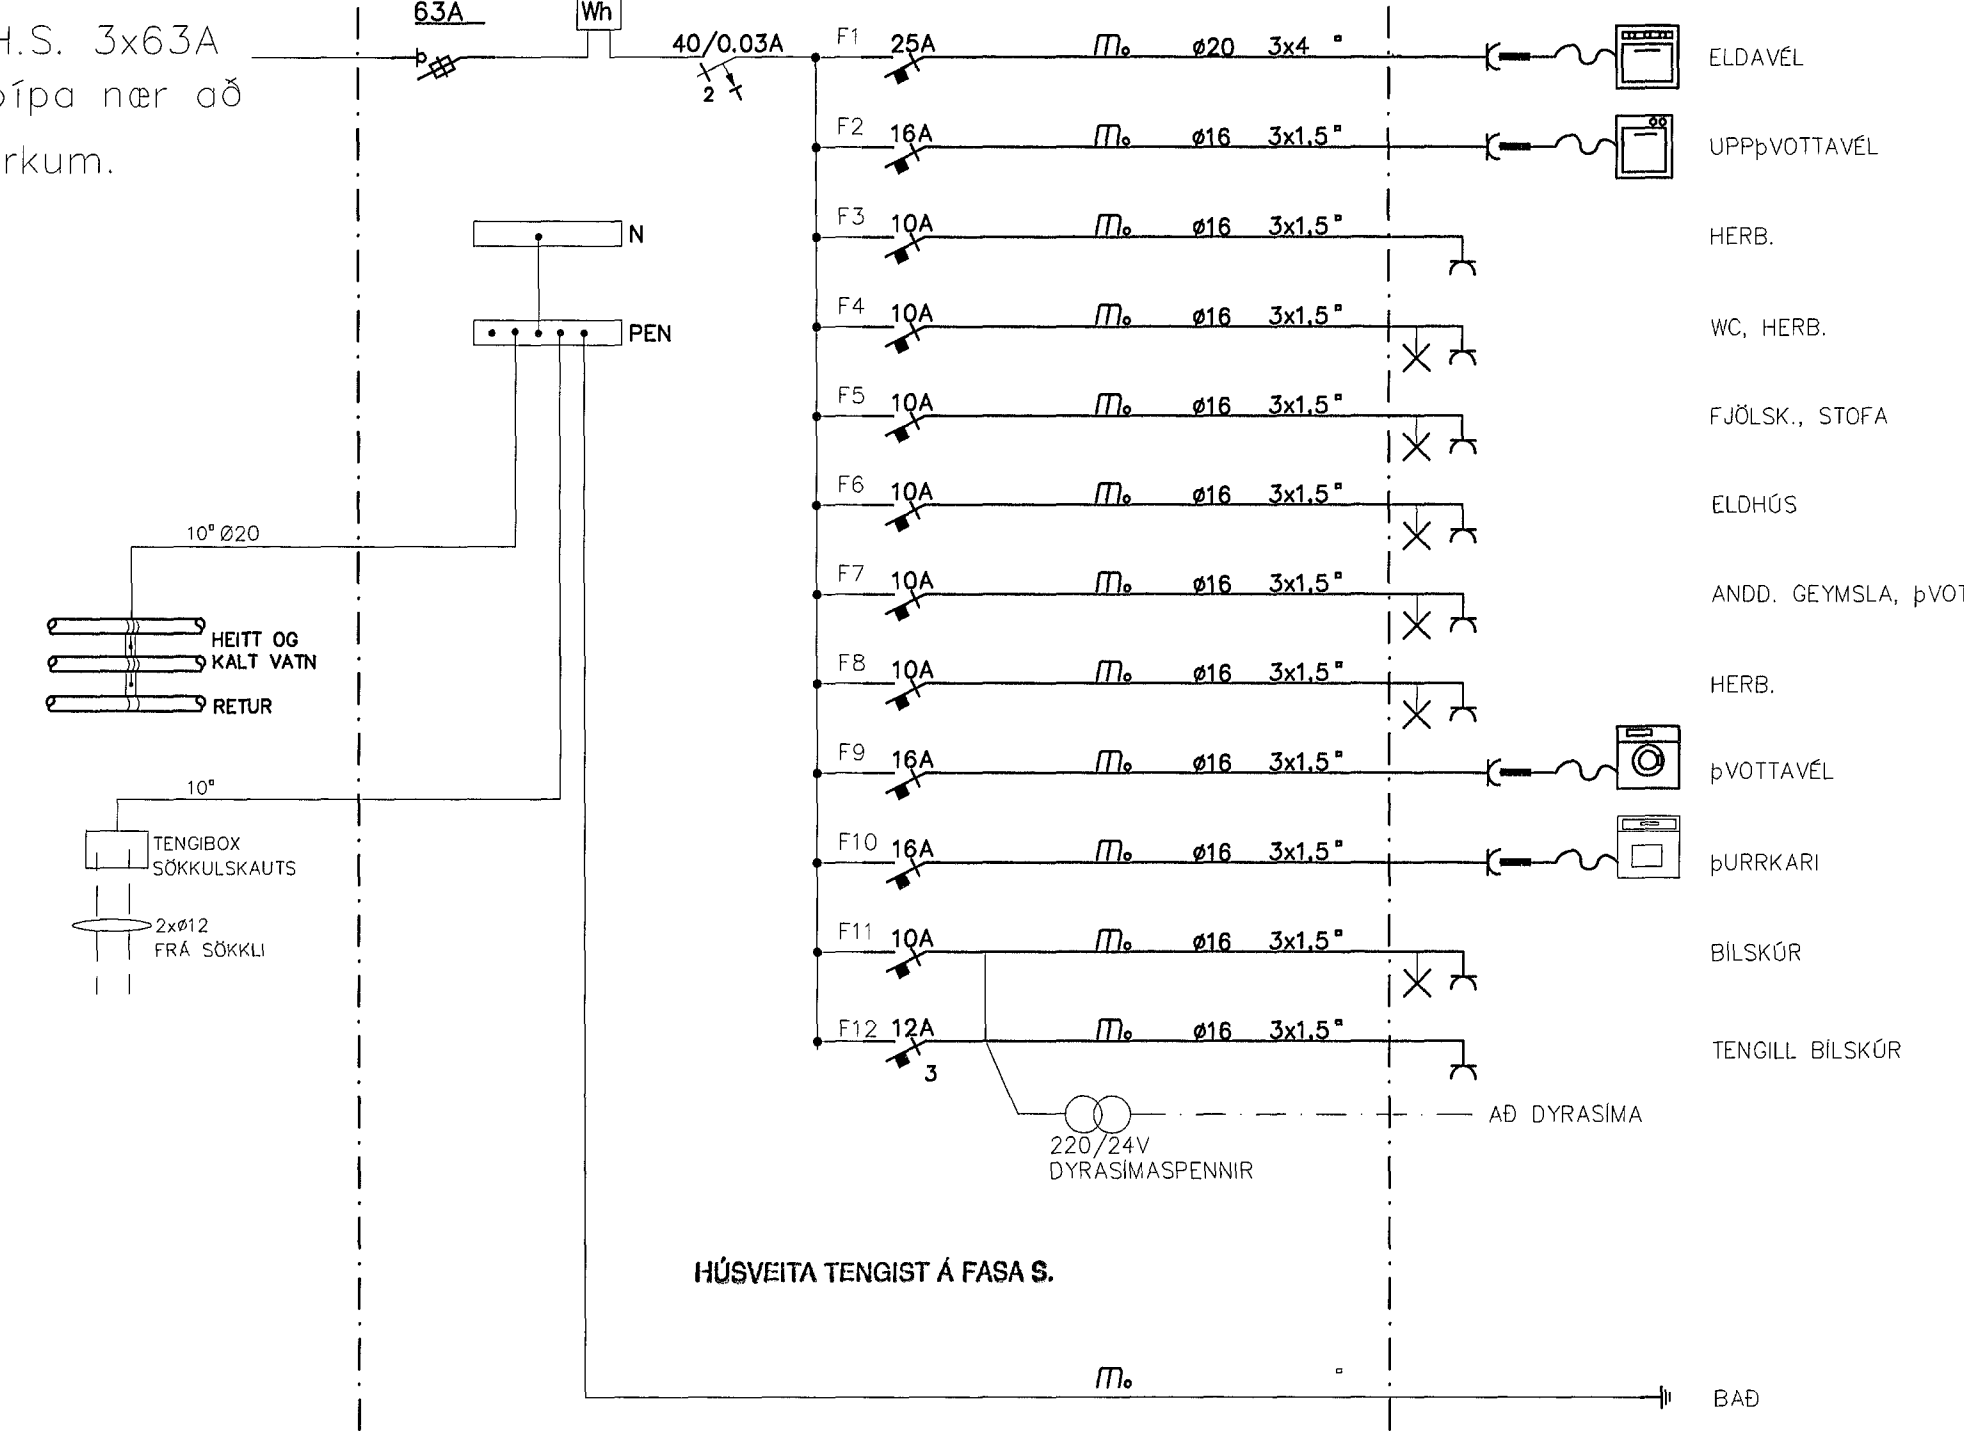 H.S. 3x63A
pípa nær að
rkum.
63A
Wh
40/0.03A
2
F1 25A ø20 3x4 ▫ ELDAVÉL
F2 16A ø16 3x1,5▫ UPPÞVOTTAVÉL
F3 10A ø16 3x1,5▫ HERB.
F4 10A ø16 3x1,5▫ WC, HERB.
F5 10A ø16 3x1,5▫ FJÖLSK., STOFA
F6 10A ø16 3x1,5▫ ELDHÚS
F7 10A ø16 3x1,5▫ ANDD. GEYMSLA, ÞVOT
F8 10A ø16 3x1,5▫ HERB.
F9 16A ø16 3x1,5▫ ÞVOTTAVÉL
F10 16A ø16 3x1,5▫ ÞURRKARI
F11 10A ø16 3x1,5▫ BÍLSKÚR
F12 12A ø16 3x1,5▫ TENGILL BÍLSKÚR
3
AÐ DYRASÍMA
220/24V
DYRASÍMASPENNIR
N
PEN
10▫ Ø20
HEITT OG
KALT VATN
RETUR
10▫
TENGIBOX
SÖKKULSKAUTS
2xø12
FRÁ SÖKKLI
HÚSVEITA TENGIST Á FASA S.
▫ BAÐ